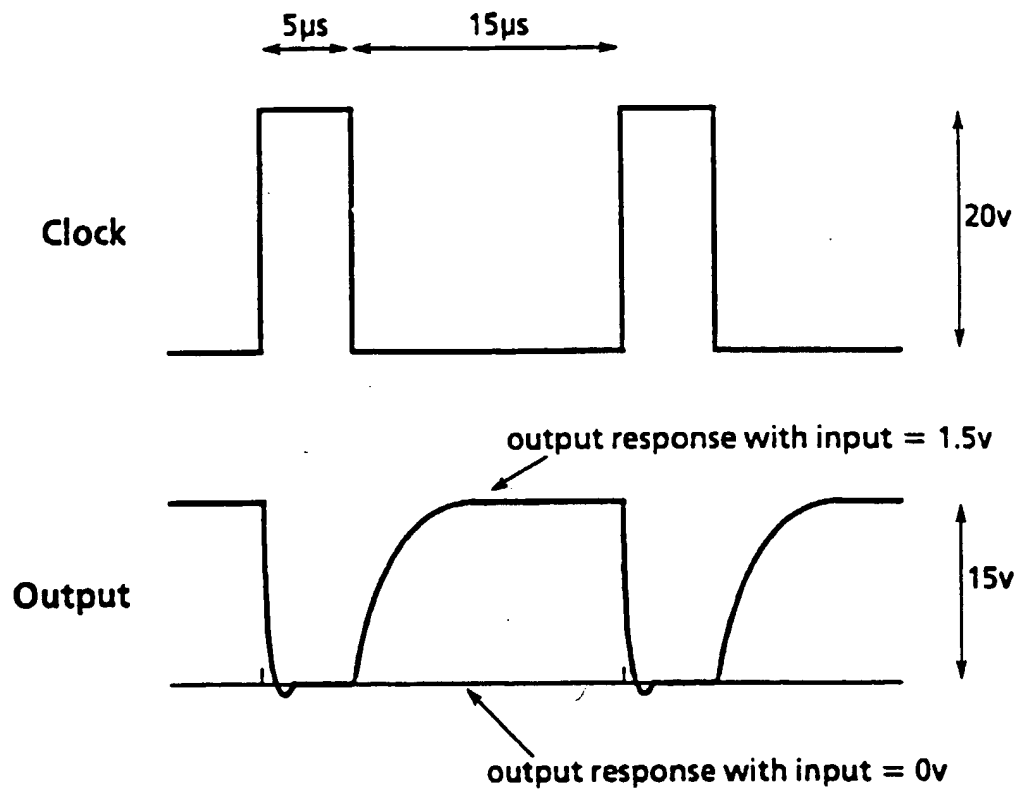 5µs
15µs
Clock
20v
output response with input = 1.5v
Output
15v
output response with input = 0v